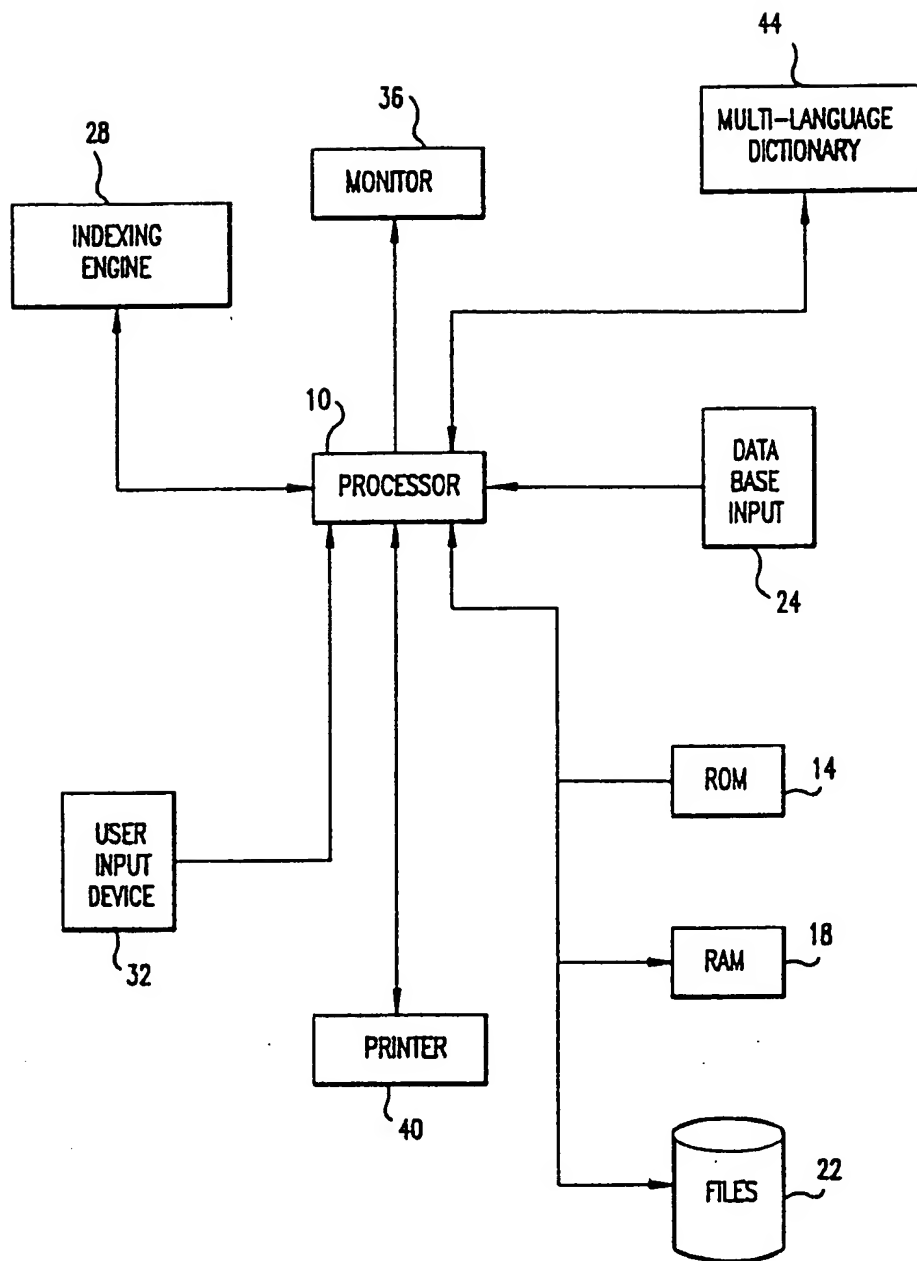 44
MULTI-LANGUAGE
DICTIONARY
36
MONITOR
28
INDEXING
ENGINE
10
PROCESSOR
DATA
BASE
INPUT
24
ROM
14
USER
INPUT
DEVICE
32
RAM
18
PRINTER
40
FILES
22